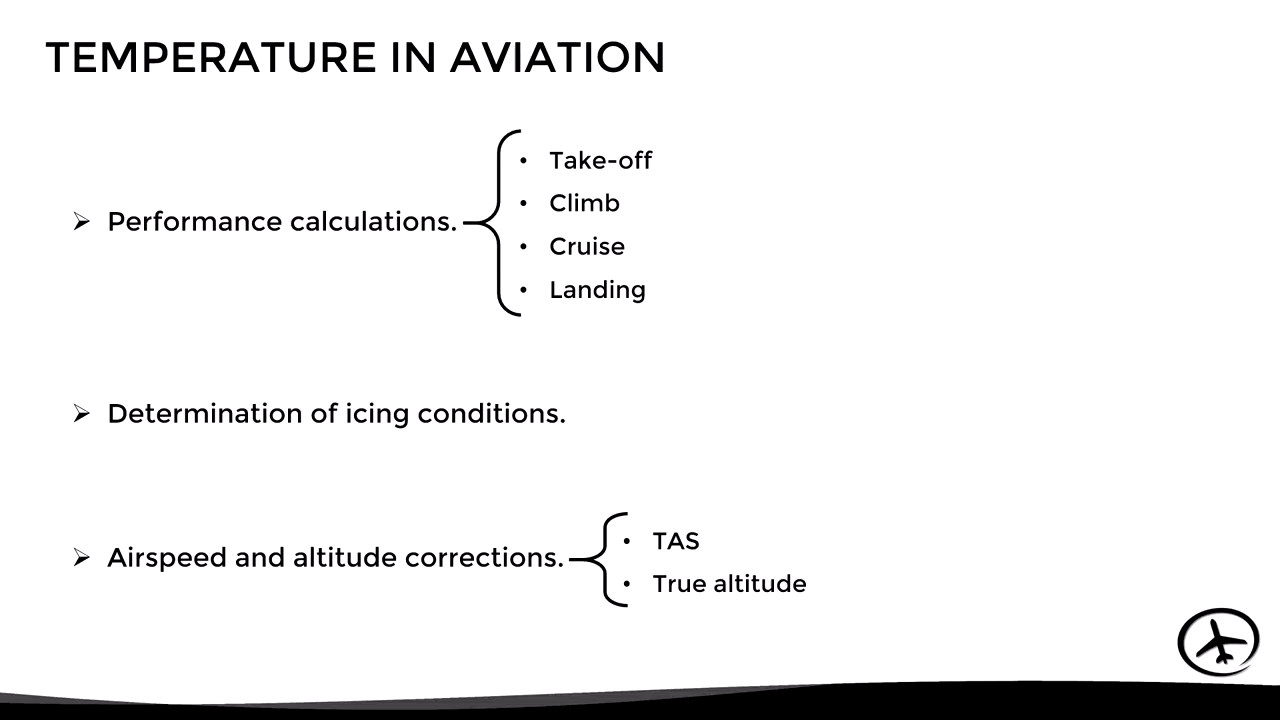 TEMPERATURE IN AVIATION
➢ Performance calculations.
• Take-off
• Climb
• Cruise
• Landing
➢ Determination of icing conditions.
➢ Airspeed and altitude corrections.
• TAS
• True altitude